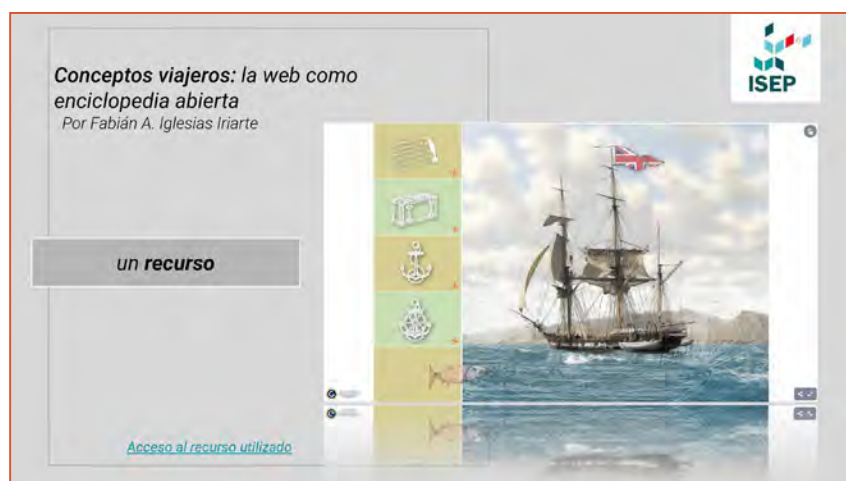 Conceptos viajeros: la web como
enciclopedia abierta
Por Fabián A. Iglesias Iriarte
ISEP
un recurso
Acceso al recurso utilizado